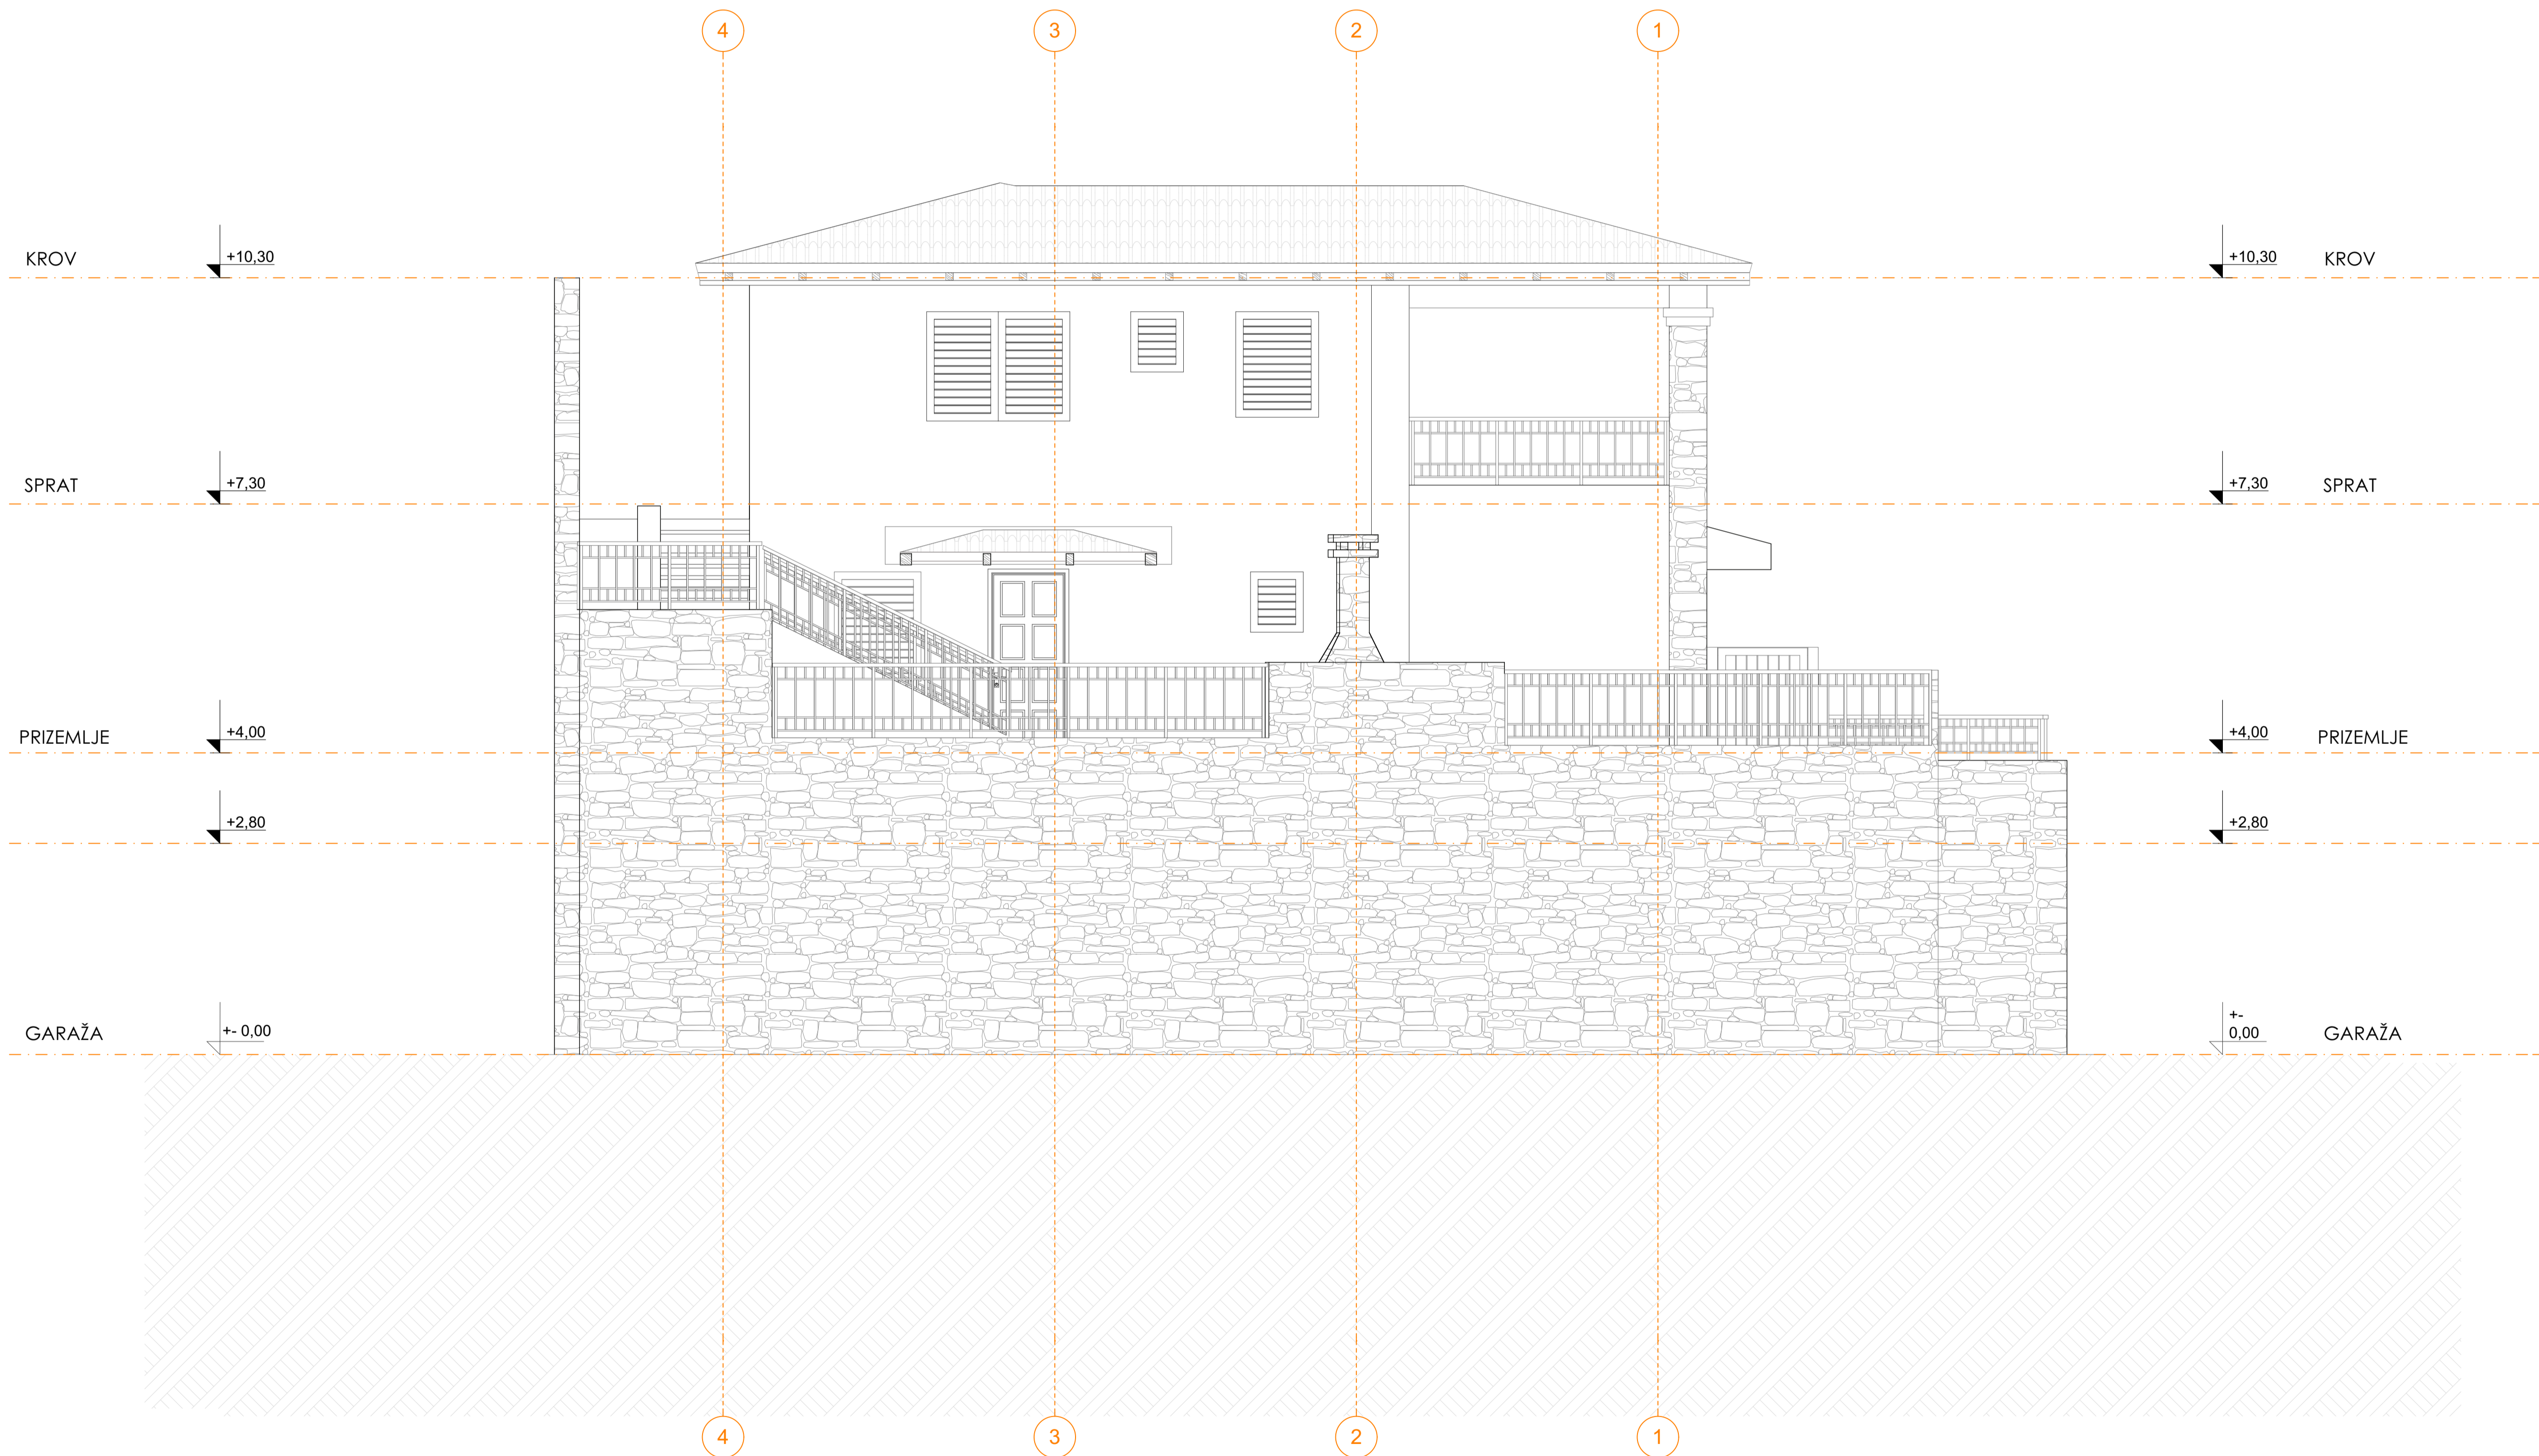 4 3 2 1
KROV +10,30 +10,30 KROV
SPRAT +7,30 +7,30 SPRAT
PRIZEMLJE +4,00 +4,00 PRIZEMLJE
+2,80 +2,80
GARAŽA +- 0,00 +-
0,00 GARAŽA
4 3 2 1